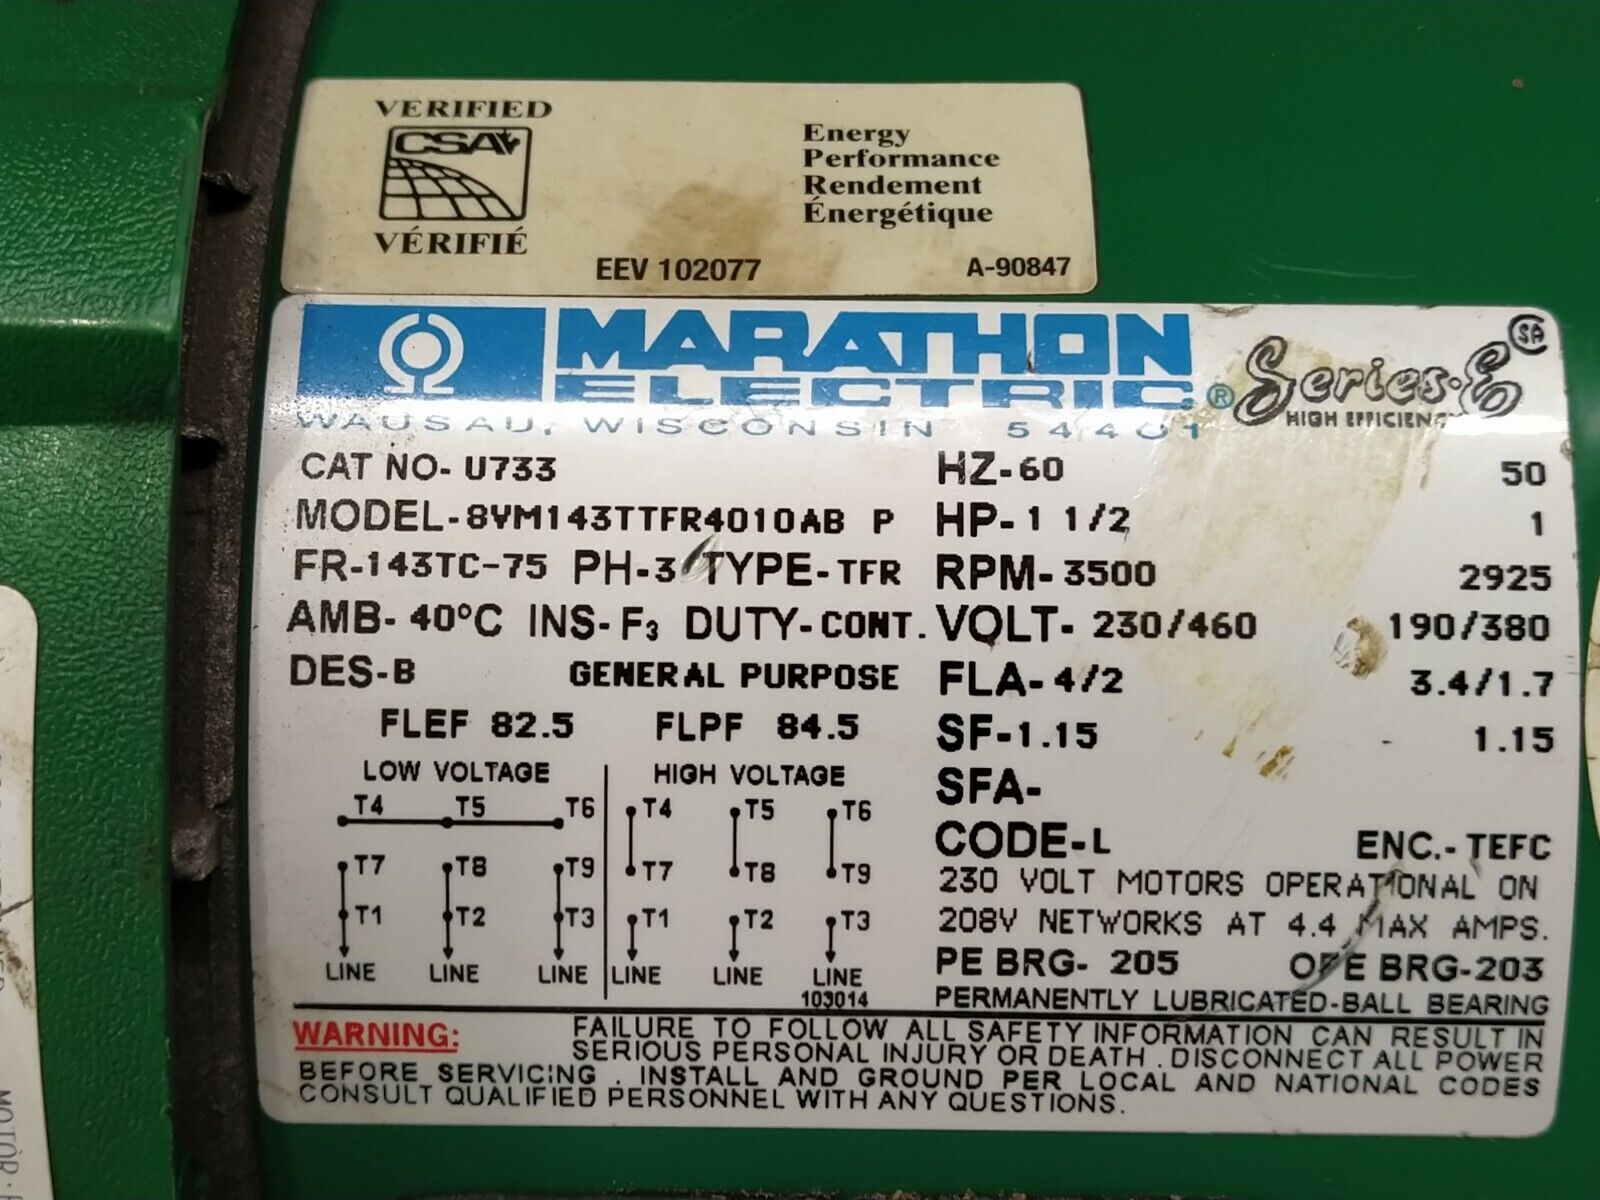 VERIFIED
CSA
VÉRIFIÉ
Energy
Performance
Rendement
Énergétique
EEV 102077
A-90847
MARATHON
ELECTRIC®
Series-E SA
HIGH EFFICIENCY
WAUSAU, WISCONSIN 54401
CAT NO- U733 HZ-60 50
MODEL-8VM143TTFR4010AB P HP-1 1/2 1
FR-143TC-75 PH-3 TYPE-TFR RPM-3500 2925
AMB-40°C INS-F3 DUTY-CONT. VOLT-230/460 190/380
DES-B GENERAL PURPOSE FLA-4/2 3.4/1.7
FLEF 82.5 FLPF 84.5 SF-1.15 1.15
SFA-
CODE-L ENC.-TEFC
230 VOLT MOTORS OPERATIONAL ON
208V NETWORKS AT 4.4 MAX AMPS.
PE BRG- 205 OPE BRG-203
PERMANENTLY LUBRICATED-BALL BEARING
LOW VOLTAGE HIGH VOLTAGE
T4 T5 T6 T4 T5 T6
T7 T8 T9 T7 T8 T9
T1 T2 T3 T1 T2 T3
LINE LINE LINE LINE LINE LINE
103014
WARNING: FAILURE TO FOLLOW ALL SAFETY INFORMATION CAN RESULT IN
SERIOUS PERSONAL INJURY OR DEATH. DISCONNECT ALL POWER
BEFORE SERVICING. INSTALL AND GROUND PER LOCAL AND NATIONAL CODES
CONSULT QUALIFIED PERSONNEL WITH ANY QUESTIONS.
MOTOR